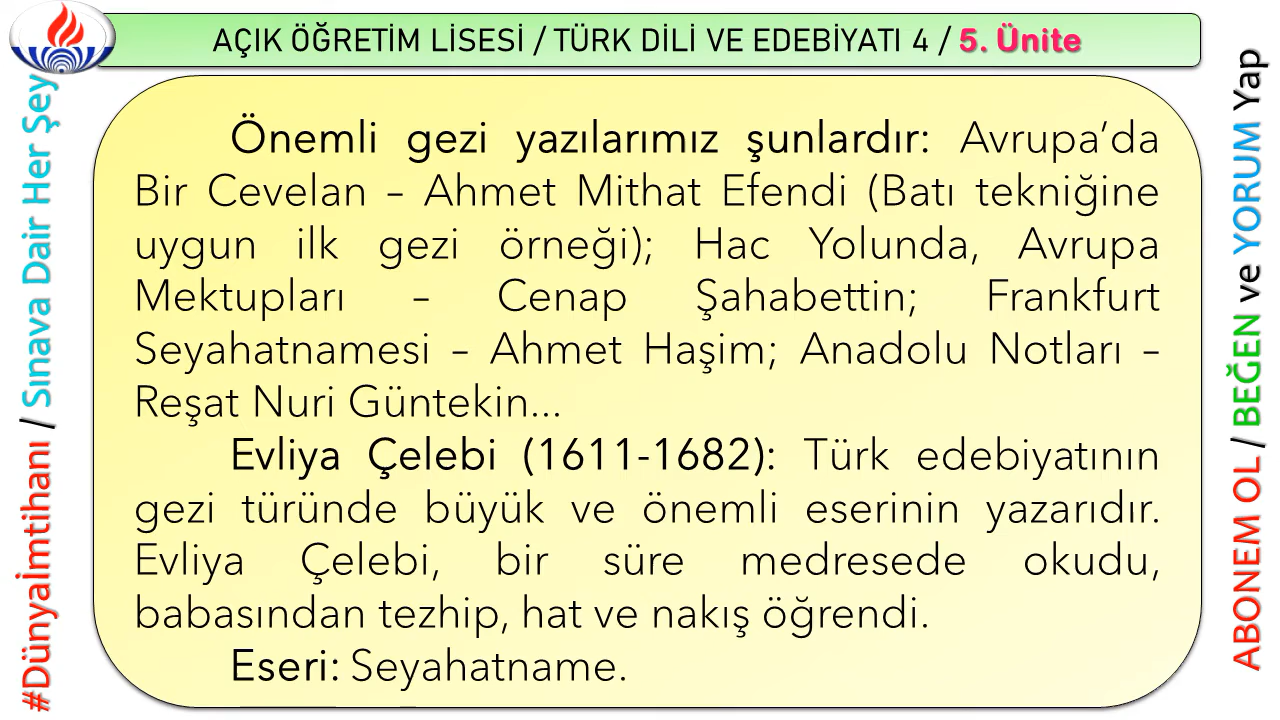 AÇIK ÖĞRETİM LİSESİ / TÜRK DİLİ VE EDEBİYATI 4 / 5. Ünite
#Dünyaİmtihanı / Sınava Dair Her Şey
Önemli gezi yazılarımız şunlardır: Avrupa’da
Bir Cevelan – Ahmet Mithat Efendi (Batı tekniğine
uygun ilk gezi örneği); Hac Yolunda, Avrupa
Mektupları – Cenap Şahabettin; Frankfurt
Seyahatnamesi – Ahmet Haşim; Anadolu Notları –
Reşat Nuri Güntekin...
Evliya Çelebi (1611-1682): Türk edebiyatının
gezi türünde büyük ve önemli eserinin yazarıdır.
Evliya Çelebi, bir süre medresede okudu,
babasından tezhip, hat ve nakış öğrendi.
Eseri: Seyahatname.
ABONEM OL / BEĞEN ve YORUM Yap